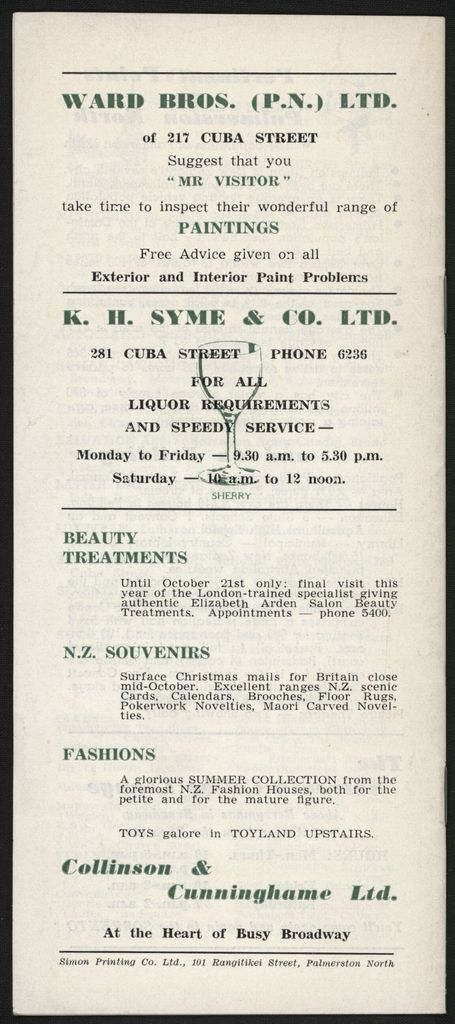 WARD BROS. (P.N.) LTD.
of 217 CUBA STREET
Suggest that you
"MR VISITOR"
take time to inspect their wonderful range of
PAINTINGS
Free Advice given on all
Exterior and Interior Paint Problems
K. H. SYME & CO. LTD.
281 CUBA STREET PHONE 6236
FOR ALL
LIQUOR REQUIREMENTS
AND SPEEDY SERVICE—
Monday to Friday — 9.30 a.m. to 5.30 p.m.
Saturday — 10 a.m. to 12 noon.
SHERRY
BEAUTY
TREATMENTS
Until October 21st only: final visit this
year of the London-trained specialist giving
authentic Elizabeth Arden Salon Beauty
Treatments. Appointments — phone 5400.
N.Z. SOUVENIRS
Surface Christmas mails for Britain close
mid-October. Excellent ranges N.Z. scenic
Cards, Calendars, Brooches, Floor Rugs,
Pokerwork Novelties, Maori Carved Novel-
ties.
FASHIONS
A glorious SUMMER COLLECTION from the
foremost N.Z. Fashion Houses, both for the
petite and for the mature figure.
TOYS galore in TOYLAND UPSTAIRS.
Collinson &
Cunninghame Ltd.
At the Heart of Busy Broadway
Simon Printing Co. Ltd., 101 Rangitikei Street, Palmerston North